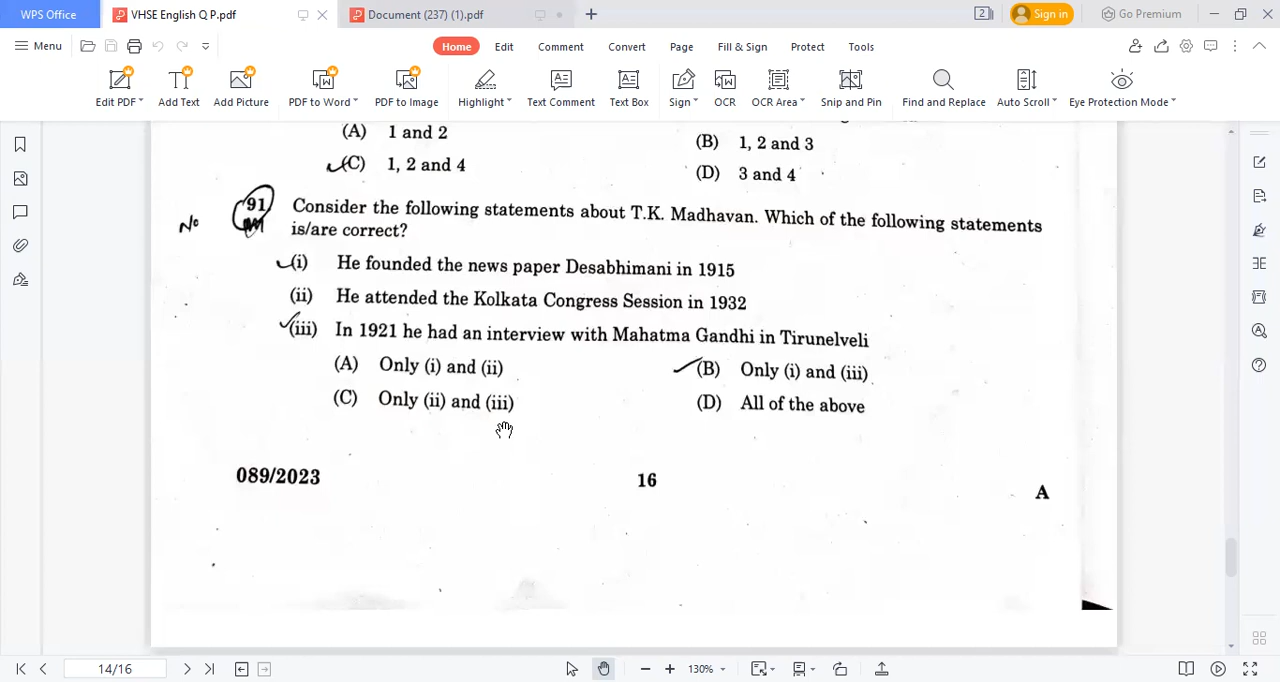 WPS Office
VHSE English Q P.pdf
Document (237) (1).pdf
2
Sign in
Go Premium
Menu
Home
Edit
Comment
Convert
Page
Fill & Sign
Protect
Tools
Edit PDF
Add Text
Add Picture
PDF to Word
PDF to Image
Highlight
Text Comment
Text Box
Sign
OCR
OCR Area
Snip and Pin
Find and Replace
Auto Scroll
Eye Protection Mode
(A) 1 and 2
(B) 1, 2 and 3
(C) 1, 2 and 4
(D) 3 and 4
No
91 Consider the following statements about T.K. Madhavan. Which of the following statements
is/are correct?
(i) He founded the news paper Desabhimani in 1915
(ii) He attended the Kolkata Congress Session in 1932
(iii) In 1921 he had an interview with Mahatma Gandhi in Tirunelveli
(A) Only (i) and (ii)
(B) Only (i) and (iii)
(C) Only (ii) and (iii)
(D) All of the above
089/2023
16
A
14/16
130%